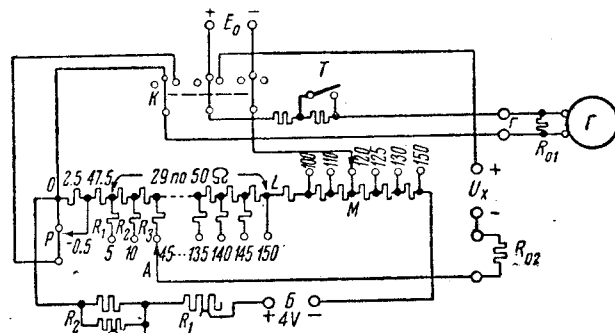 + E₀ −
K
T
Г
Г
R₀₁
0 2.5 47.5 29 по 50 Ω L
100 110 120 125 130 150
M
+
Uₓ
−
P −0.5
R₁ R₂ R₃
5 10 45...135 140 145 150
A
R₀₂
R₂ R₁ Б
+ 4V −